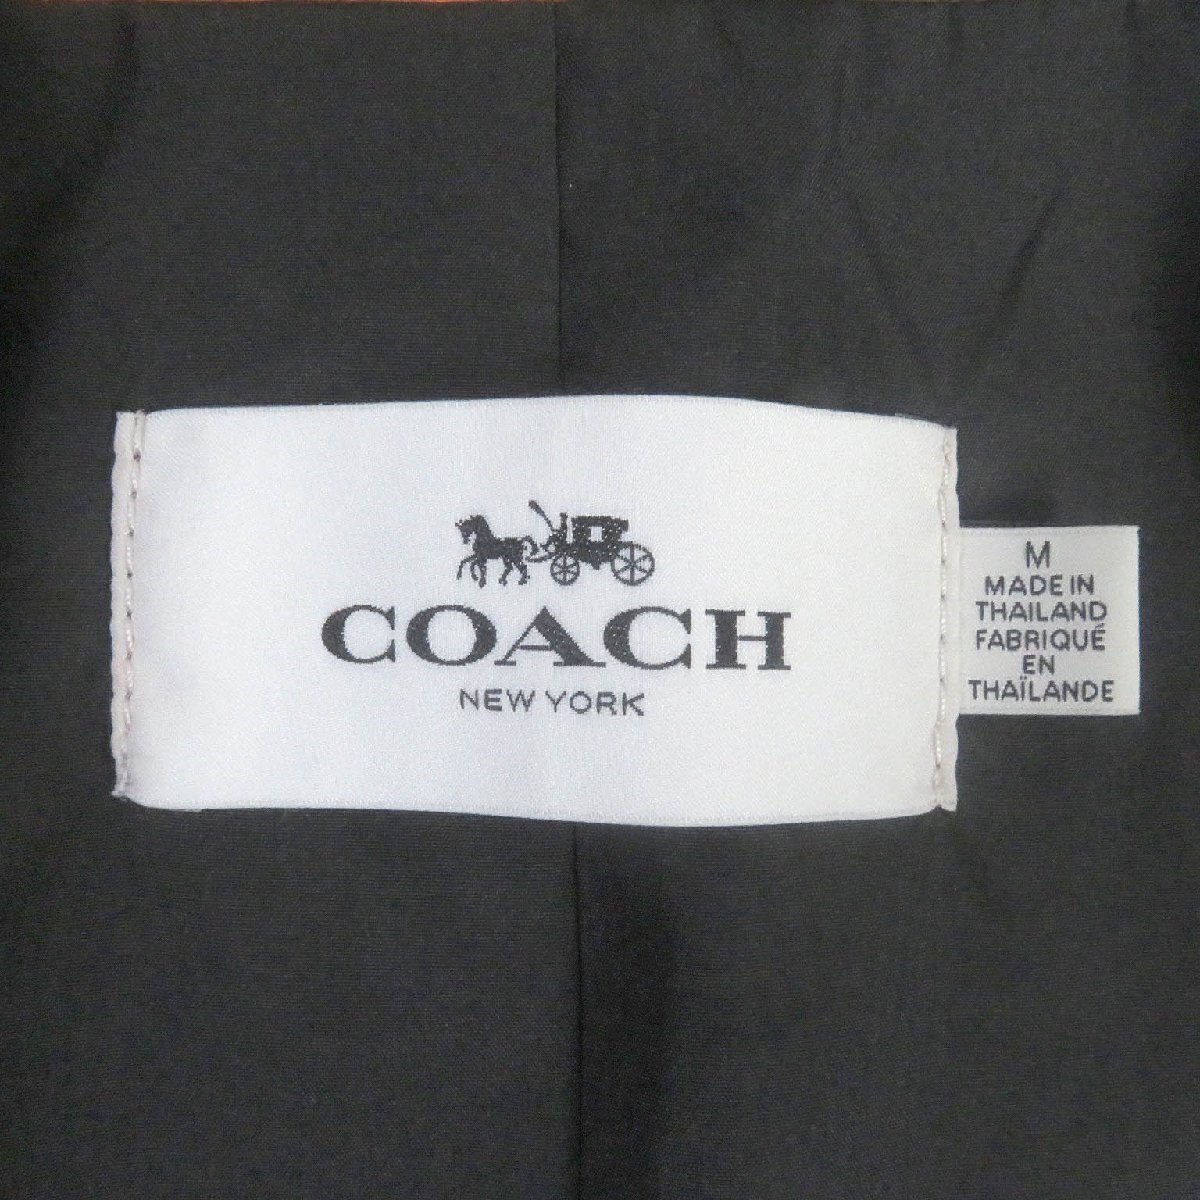 COACH
NEW YORK
M
MADE IN
THAILAND
FABRIQUÉ
EN
THAÏLANDE